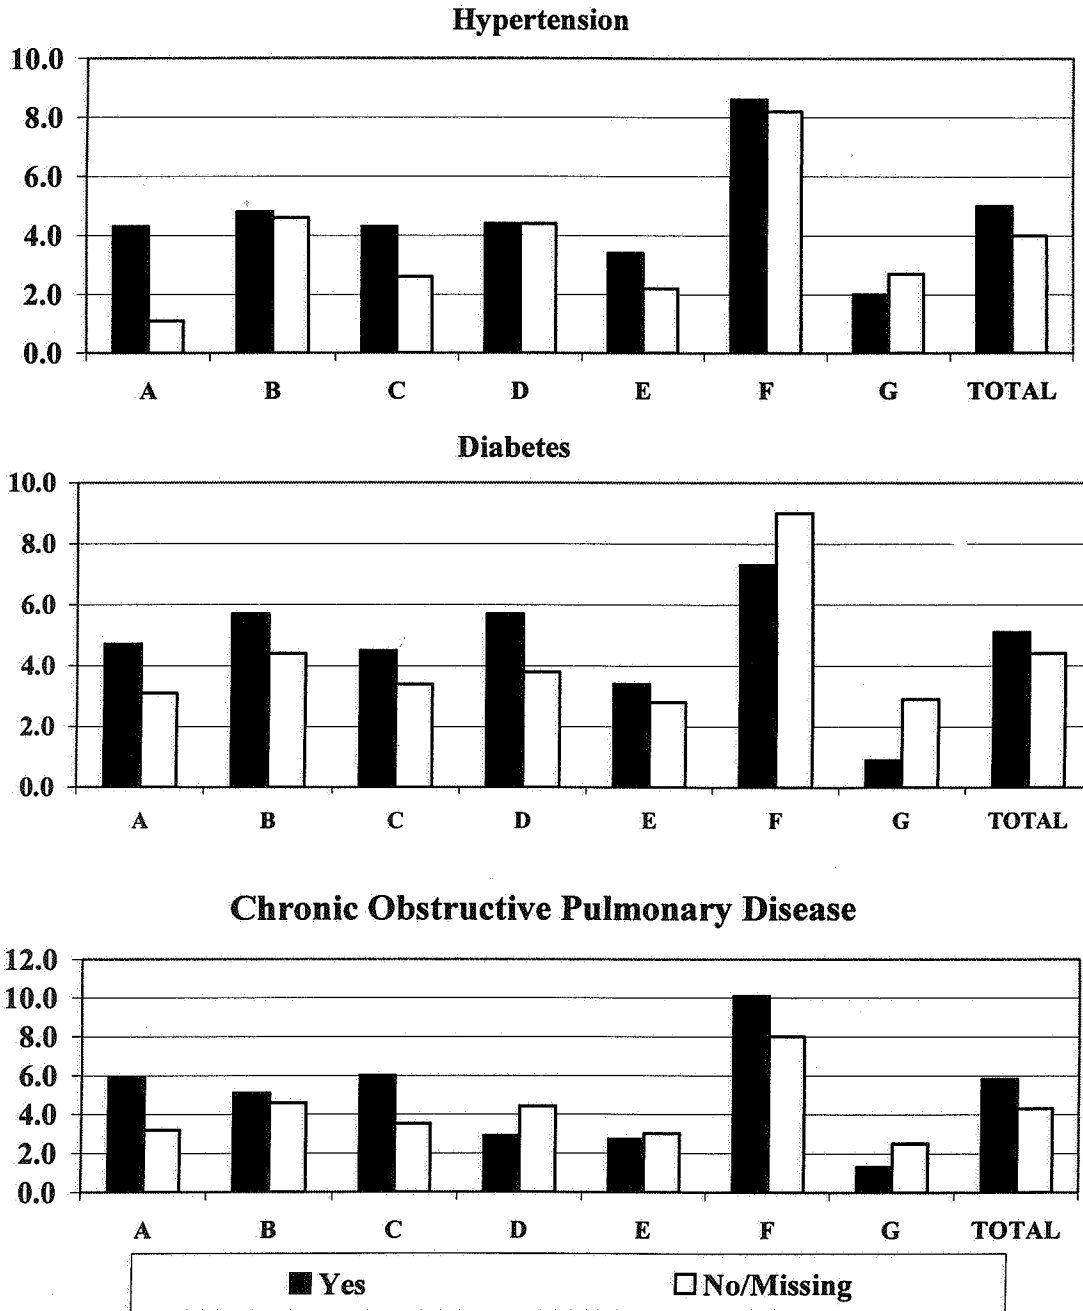 Hypertension
10.0
8.0
6.0
4.0
2.0
0.0
A B C D E F G TOTAL
Diabetes
10.0
8.0
6.0
4.0
2.0
0.0
A B C D E F G TOTAL
Chronic Obstructive Pulmonary Disease
12.0
10.0
8.0
6.0
4.0
2.0
0.0
A B C D E F G TOTAL
Yes No/Missing